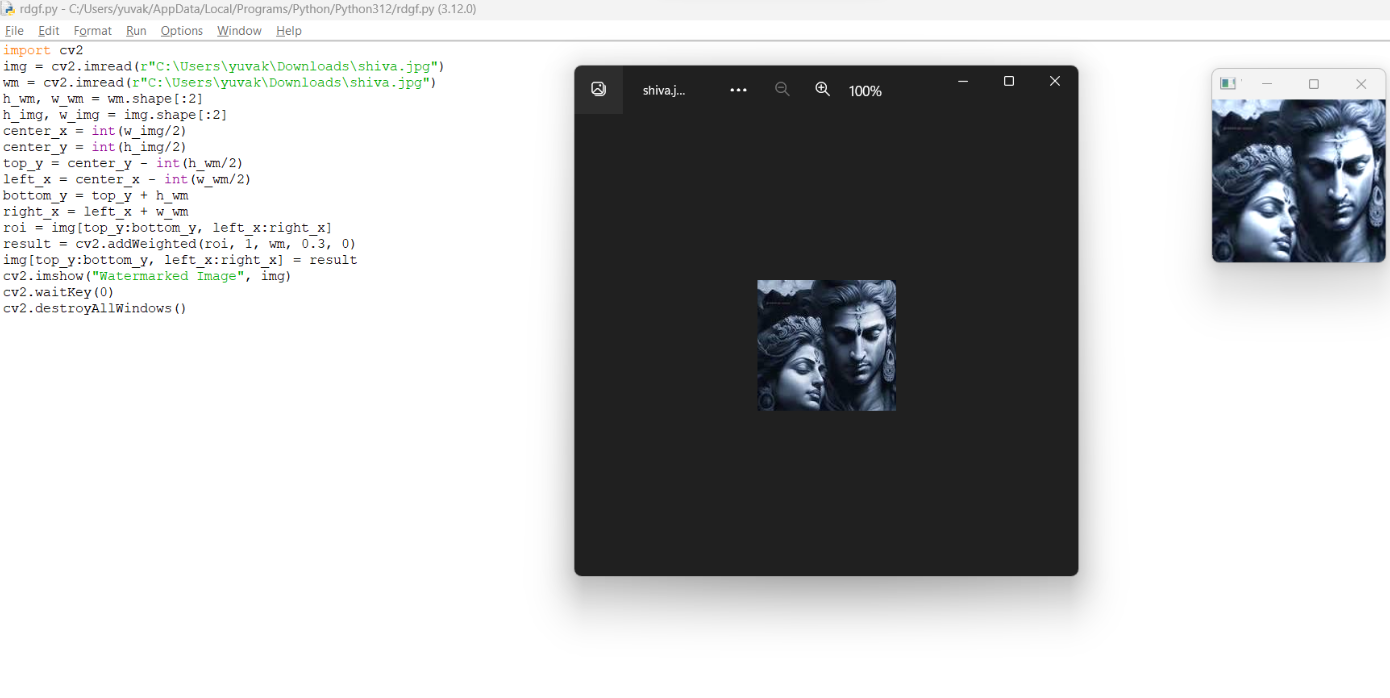 rdgf.py - C:/Users/yuvak/AppData/Local/Programs/Python/Python312/rdgf.py (3.12.0)
File Edit Format Run Options Window Help
import cv2
img = cv2.imread(r"C:\Users\yuvak\Downloads\shiva.jpg")
wm = cv2.imread(r"C:\Users\yuvak\Downloads\shiva.jpg")
h_wm, w_wm = wm.shape[:2]
h_img, w_img = img.shape[:2]
center_x = int(w_img/2)
center_y = int(h_img/2)
top_y = center_y - int(h_wm/2)
left_x = center_x - int(w_wm/2)
bottom_y = top_y + h_wm
right_x = left_x + w_wm
roi = img[top_y:bottom_y, left_x:right_x]
result = cv2.addWeighted(roi, 1, wm, 0.3, 0)
img[top_y:bottom_y, left_x:right_x] = result
cv2.imshow("Watermarked Image", img)
cv2.waitKey(0)
cv2.destroyAllWindows()
shiva.j... ••• 100%